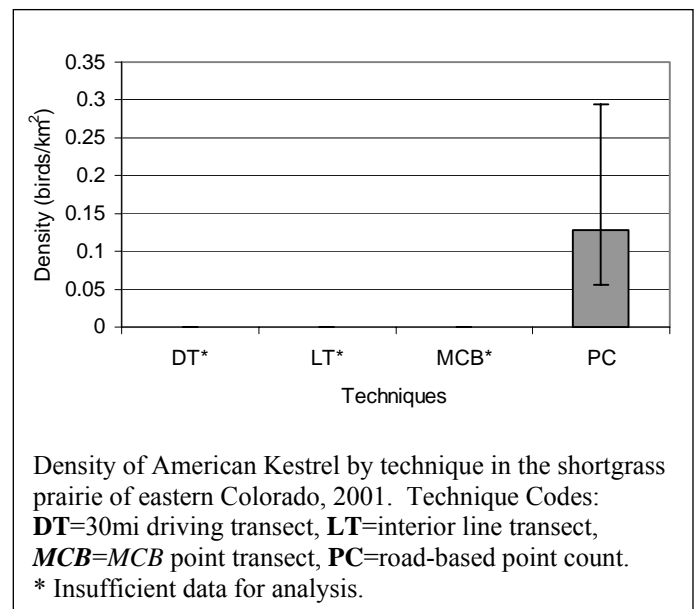 0.35
0.3
0.25
0.2
0.15
0.1
0.05
0
Density (birds/km²)
DT* LT* MCB* PC
Techniques
Density of American Kestrel by technique in the shortgrass
prairie of eastern Colorado, 2001. Technique Codes:
DT=30mi driving transect, LT=interior line transect,
MCB=MCB point transect, PC=road-based point count.
* Insufficient data for analysis.